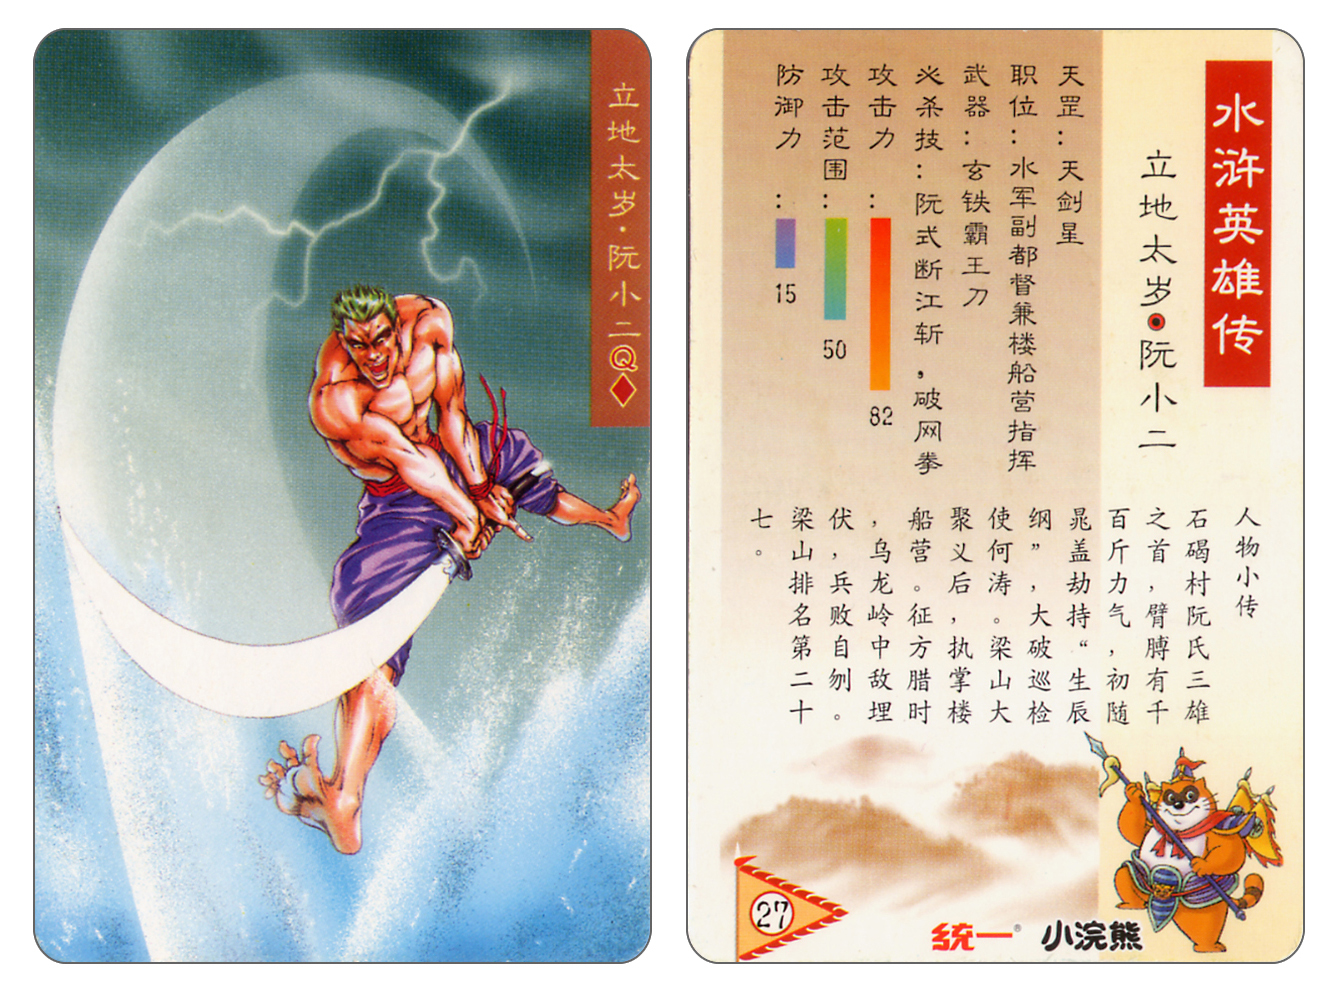 立地太岁·阮小二
Q
水浒英雄传
立地太岁●阮小二
天罡：天剑星
职位：水军副都督兼楼船营指挥
武器：玄铁霸王刀
必杀技：阮式断江斩，破网拳
攻击力：82
攻击范围：50
防御力：15
人物小传
石碣村阮氏三雄
之首，臂膊有千
百斤力气，初随
晁盖劫持“生辰
纲”，大破巡检
使何涛。梁山大
聚义后，执掌楼
船营。征方腊时
，乌龙岭中敌埋
伏，兵败自刎。
梁山排名第二十
七。
27
统一®
小浣熊